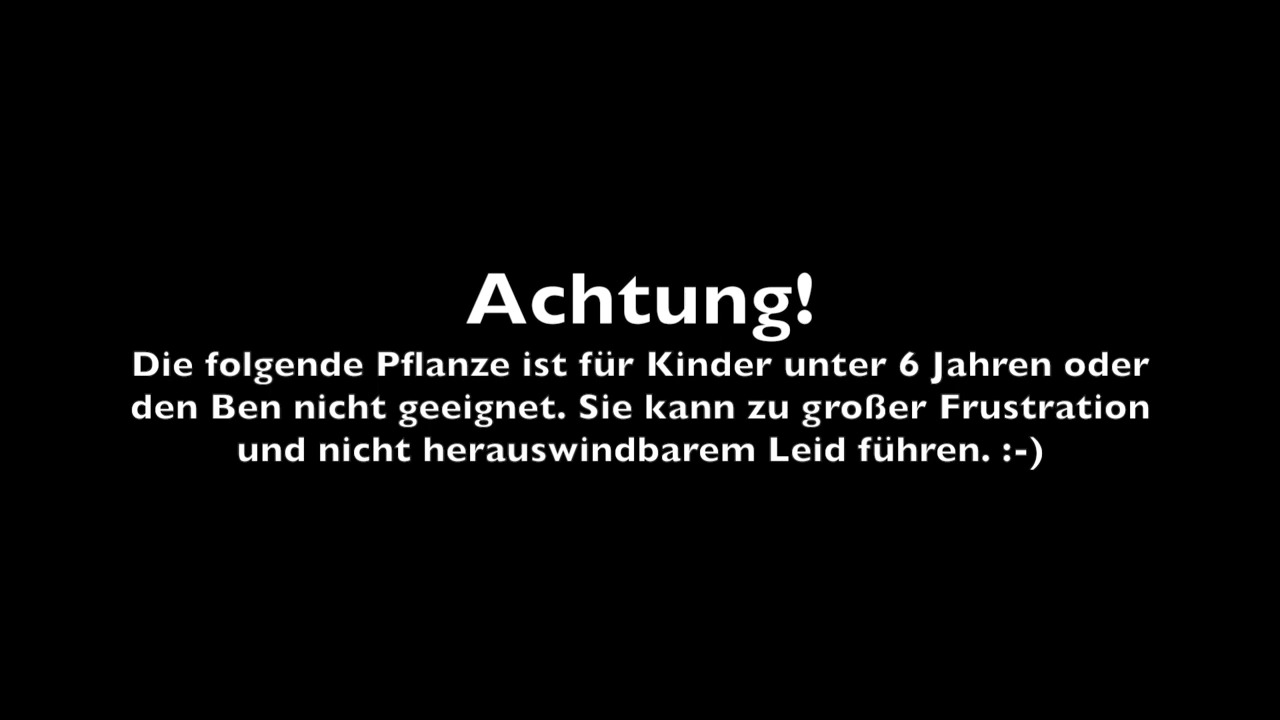 Achtung!
Die folgende Pflanze ist für Kinder unter 6 Jahren oder
den Ben nicht geeignet. Sie kann zu großer Frustration
und nicht herauswindbarem Leid führen. :-)